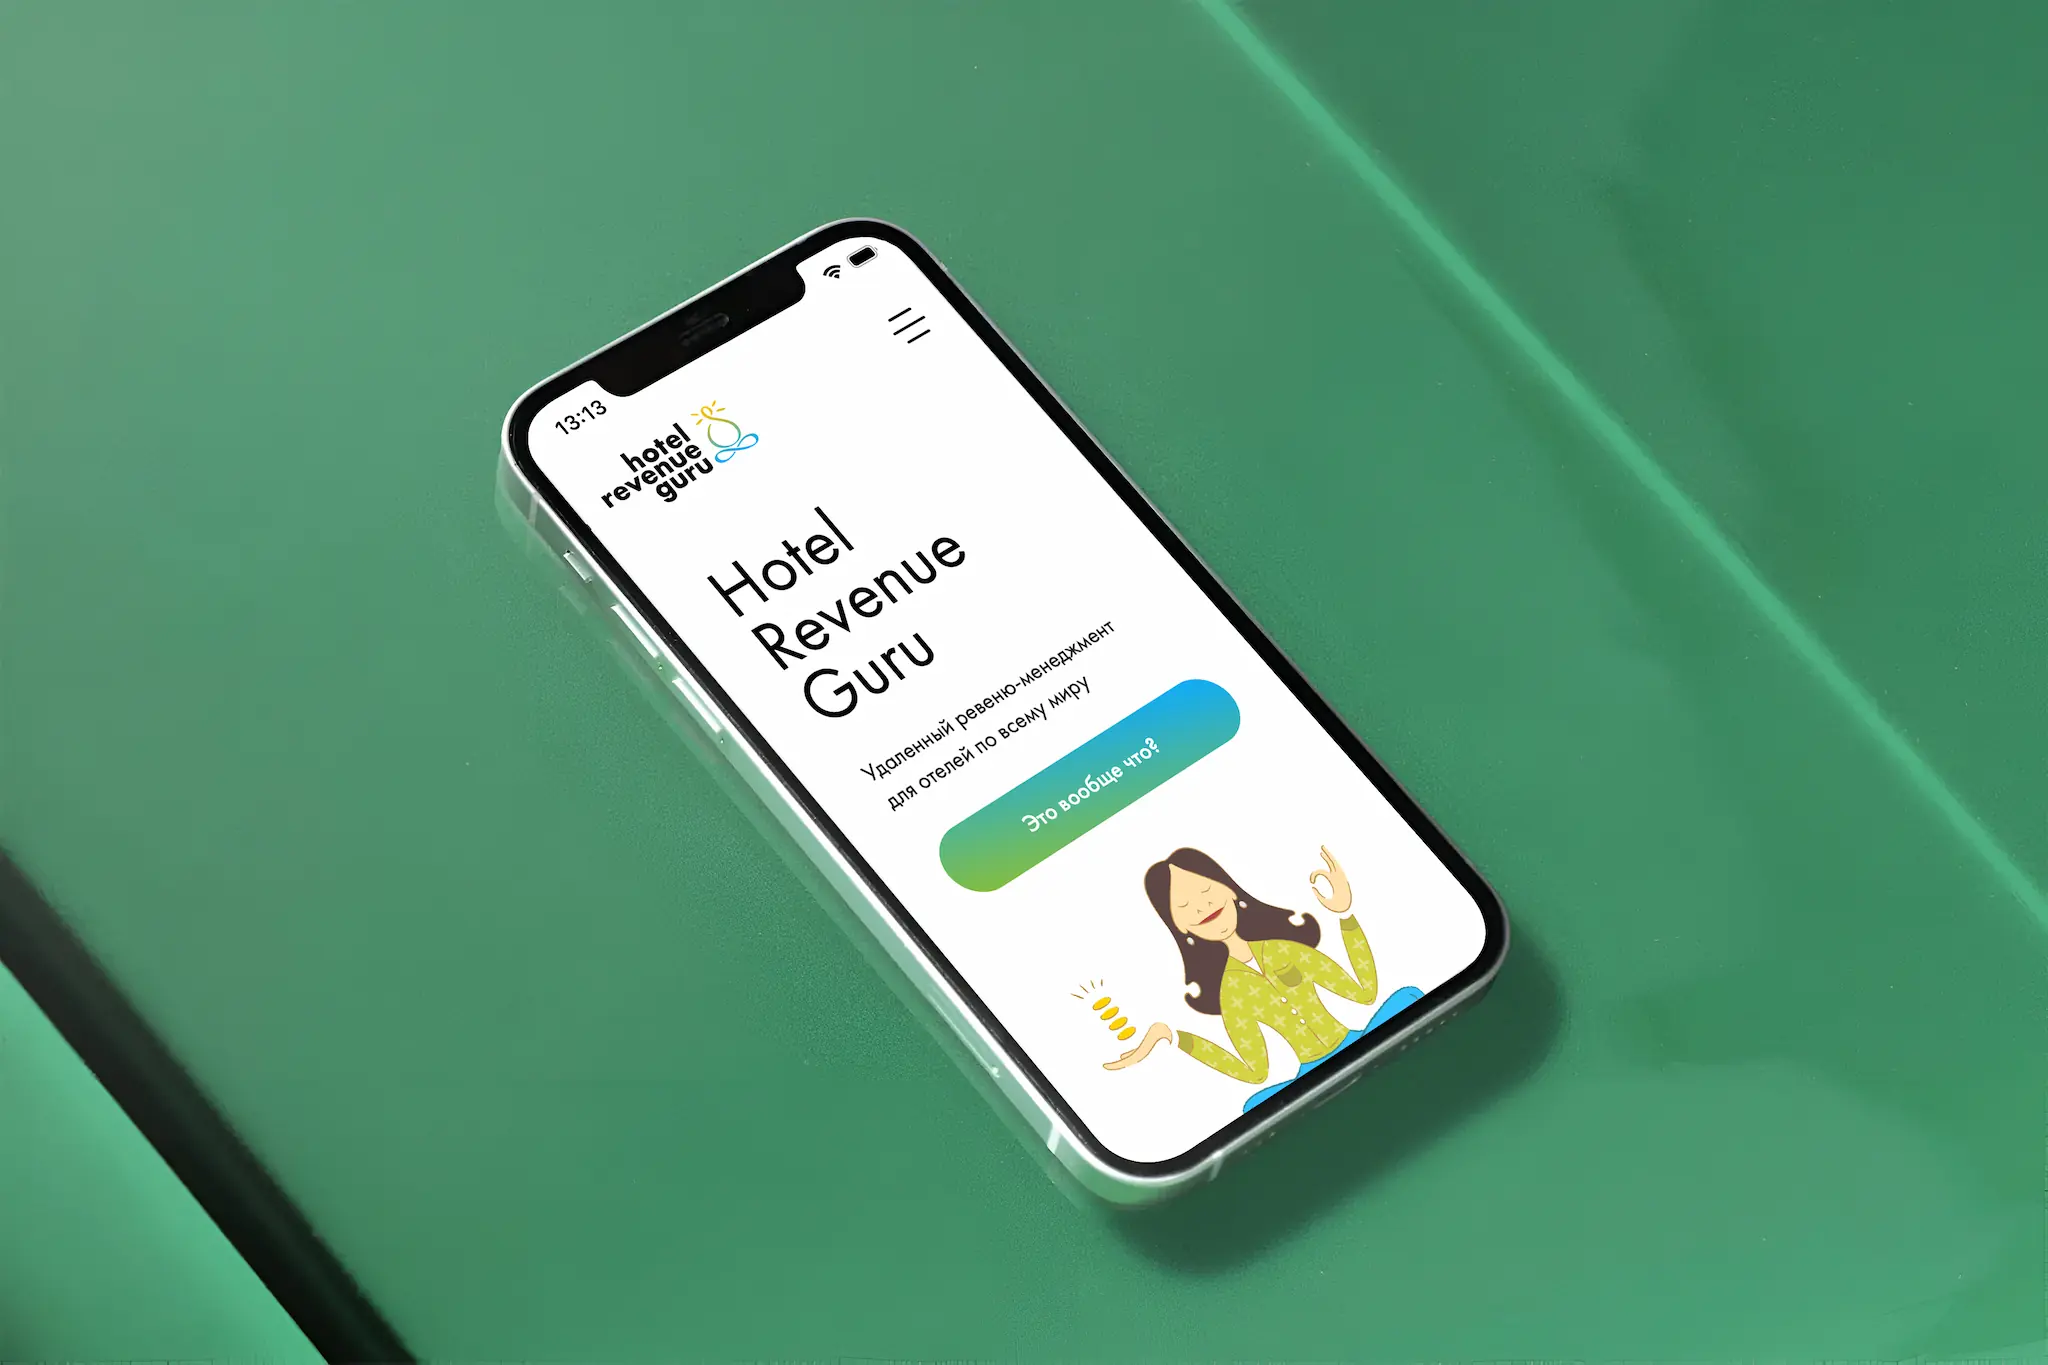 13:13
hotel
revenue
guru
Hotel
Revenue
Guru
Удаленный ревеню-менеджмент
для отелей по всему миру
Это вообще что?